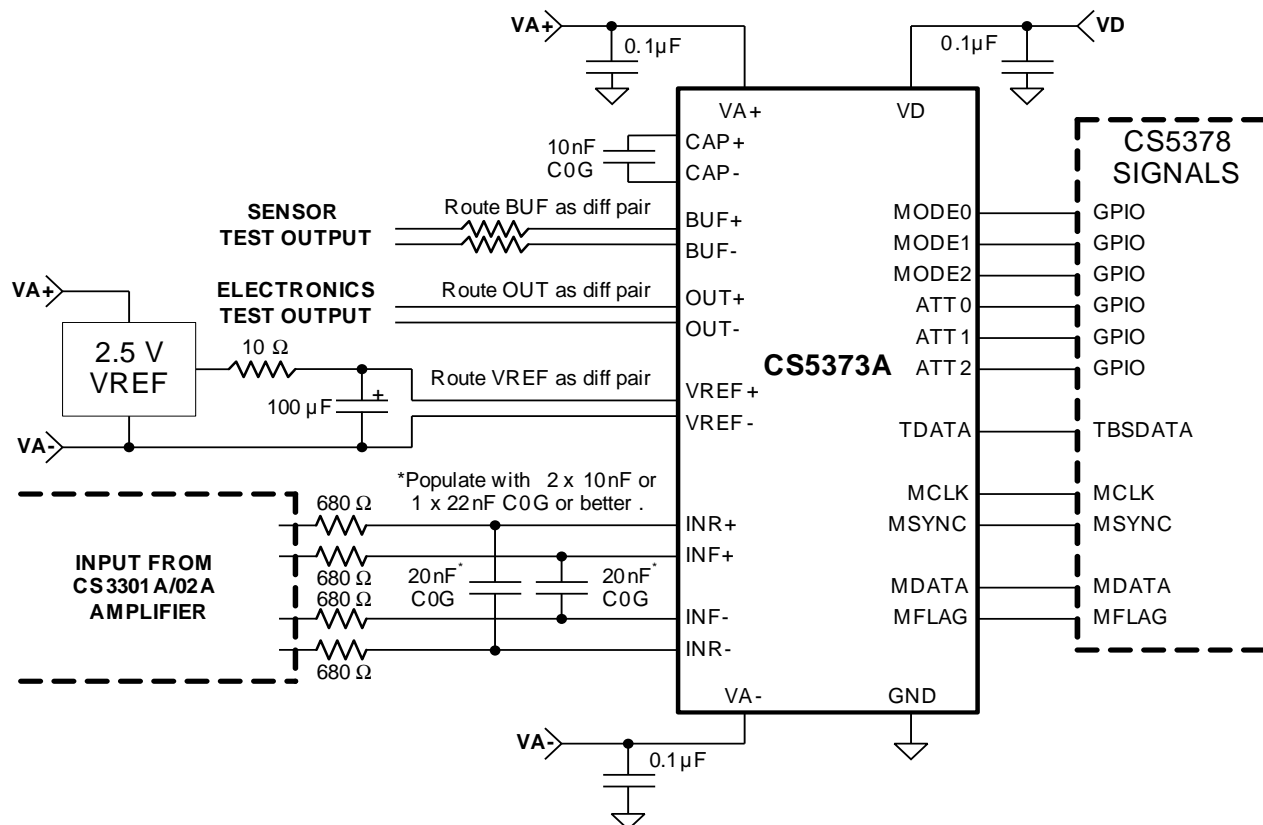 VA+
0.1µF
VD
0.1µF
VA+
VD
CS5378
SIGNALS
10nF
C0G
CAP+
CAP-
SENSOR
TEST OUTPUT
Route BUF as diff pair
BUF+
BUF-
MODE0
GPIO
MODE1
GPIO
MODE2
GPIO
VA+
ELECTRONICS
TEST OUTPUT
Route OUT as diff pair
OUT+
OUT-
ATT0
GPIO
ATT1
GPIO
ATT2
GPIO
CS5373A
2.5 V
VREF
10 Ω
100 µF
+
Route VREF as diff pair
VREF+
VREF-
VA-
TDATA
TBSDATA
*Populate with 2 x 10nF or
1 x 22nF C0G or better.
MCLK
MCLK
MSYNC
MSYNC
INPUT FROM
CS3301A/02A
AMPLIFIER
680 Ω
680 Ω
680 Ω
680 Ω
20nF*
C0G
20nF*
C0G
INR+
INF+
INF-
INR-
MDATA
MDATA
MFLAG
MFLAG
VA-
GND
VA-
0.1µF